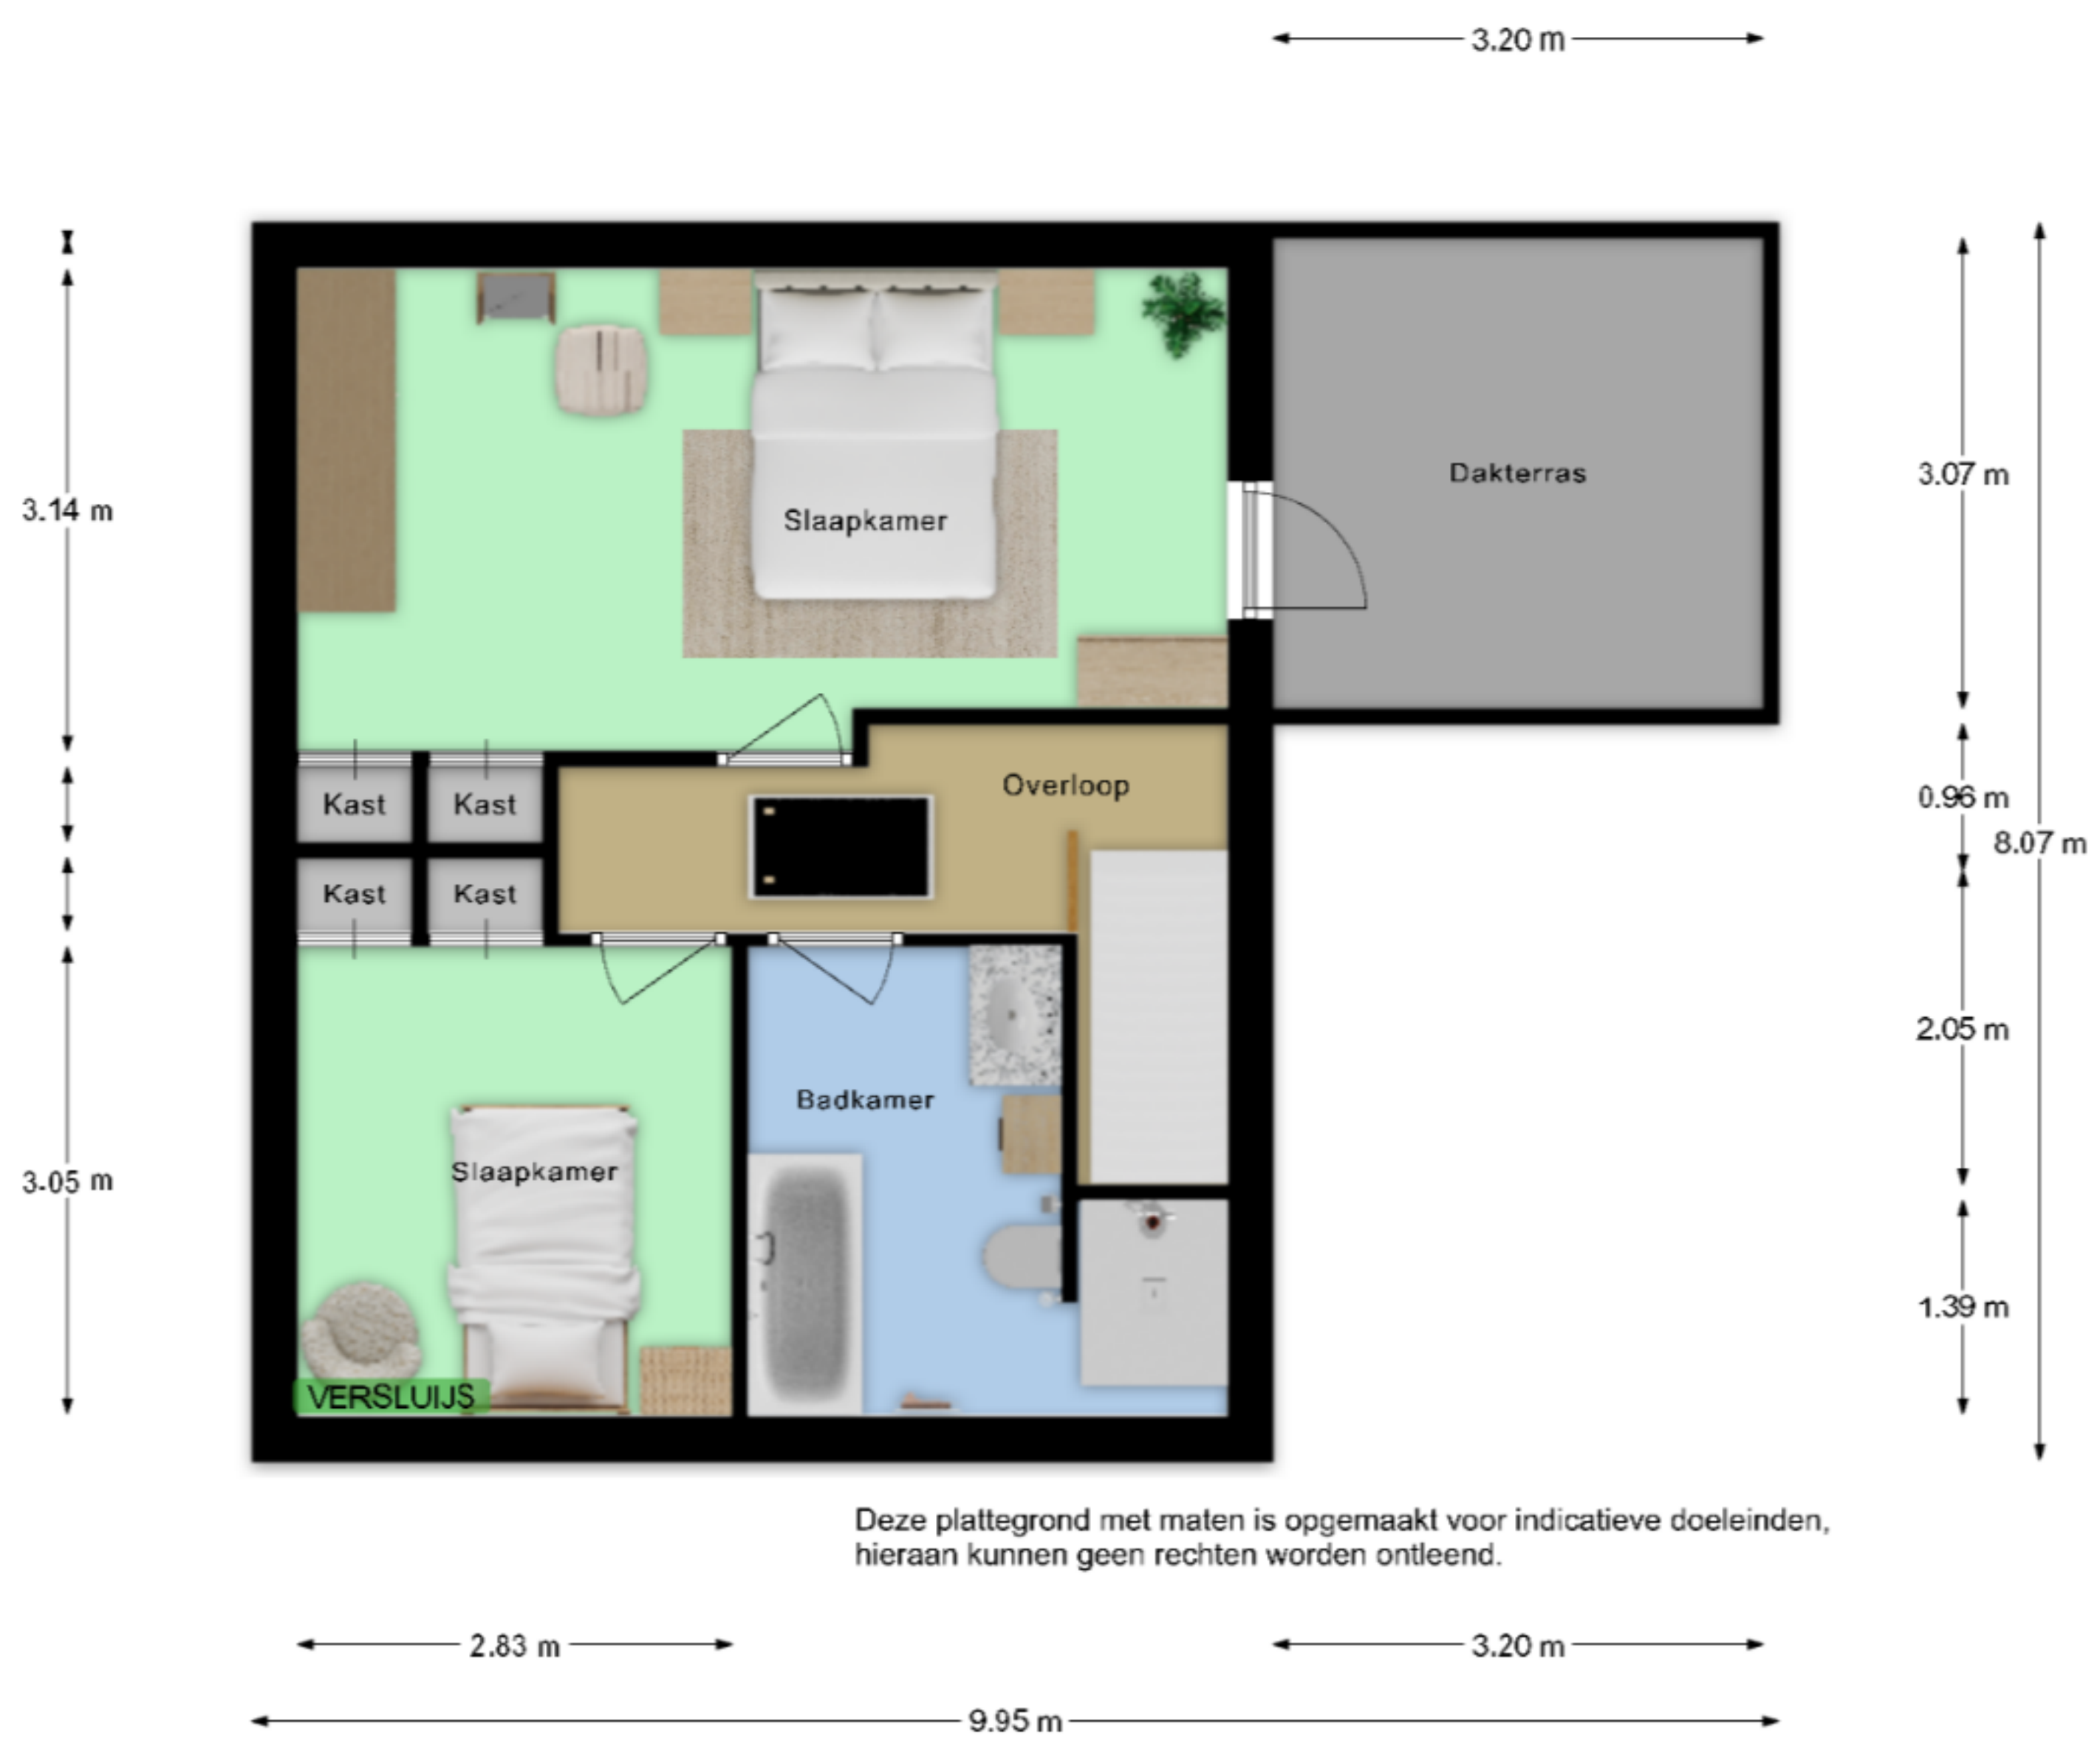 3.20 m
3.14 m
Slaapkamer
Dakterras
3.07 m
Overloop
0.96 m
8.07 m
Kast
Kast
Kast
Kast
2.05 m
Badkamer
Slaapkamer
3.05 m
1.39 m
VERSLUIJS
Deze plattegrond met maten is opgemaakt voor indicatieve doeleinden,
hieraan kunnen geen rechten worden ontleend.
2.83 m
3.20 m
9.95 m